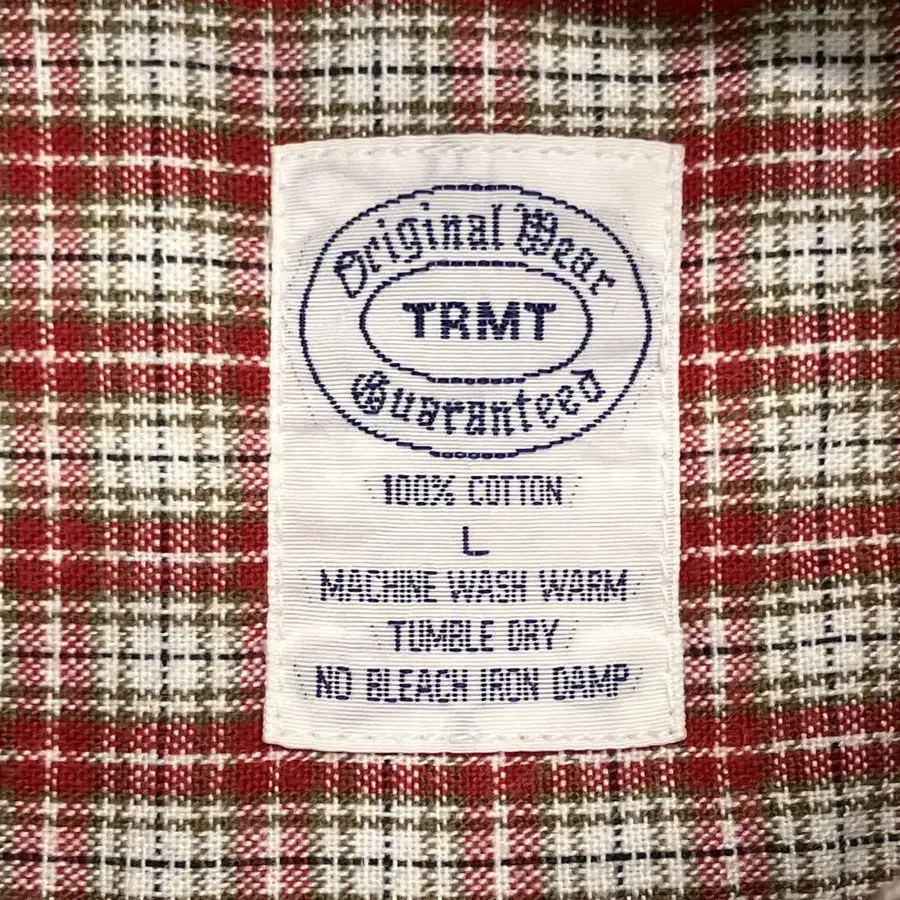 Original Wear
TRMT
Guaranteed
100% COTTON
L
MACHINE WASH WARM
TUMBLE DRY
NO BLEACH IRON DAMP